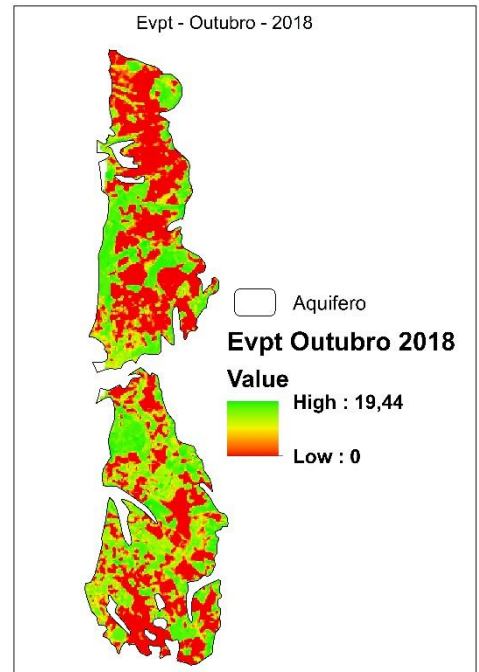 Evpt - Outubro - 2018
Aquifero
Evpt Outubro 2018
Value
High : 19,44
Low : 0